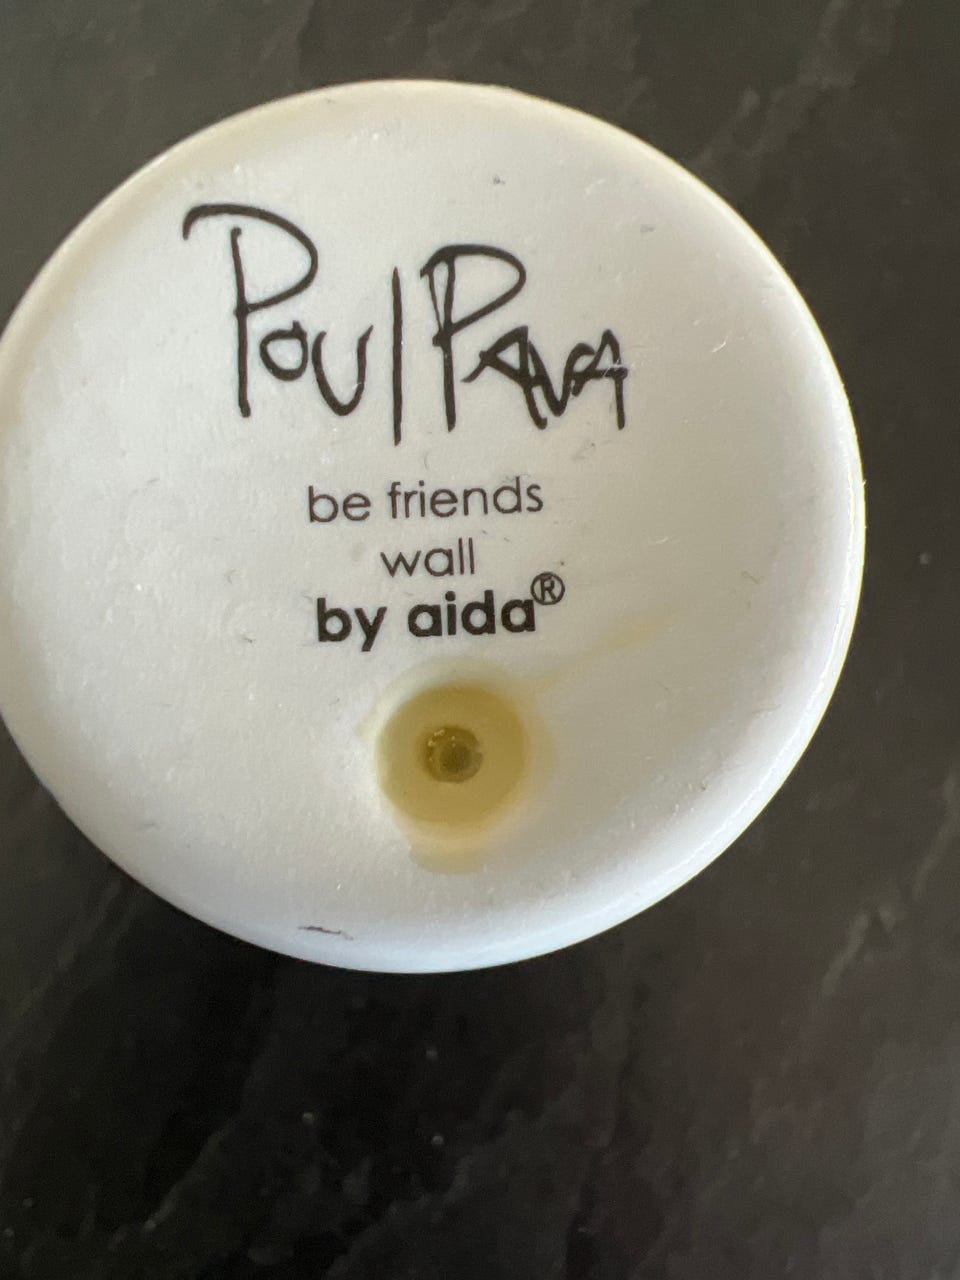 Poul Pava
be friends
wall
by aida®